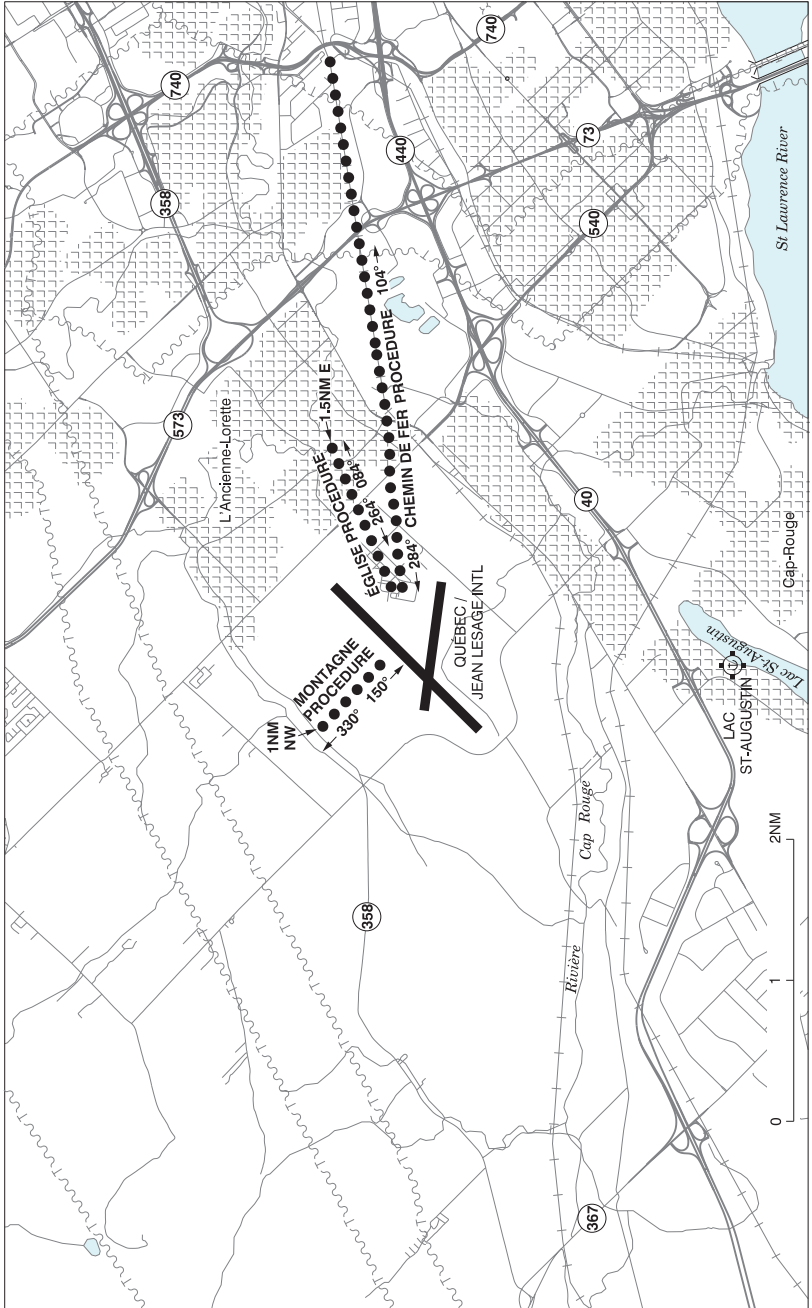 740
740
358
73
440
540
St Lawrence River
573
L'Ancienne-Lorette
104°
CHEMIN DE FER PROCEDURE
284°
1.5NM E
ÉGLISE PROCEDURE
084°
264°
40
Cap-Rouge
QUÉBEC /
JEAN LESAGE INTL
MONTAGNE
PROCEDURE
1NM
NW
330°
150°
Lac St-Augustin
LAC
ST-AUGUSTIN
358
Cap Rouge
Rivière
367
0
1
2NM